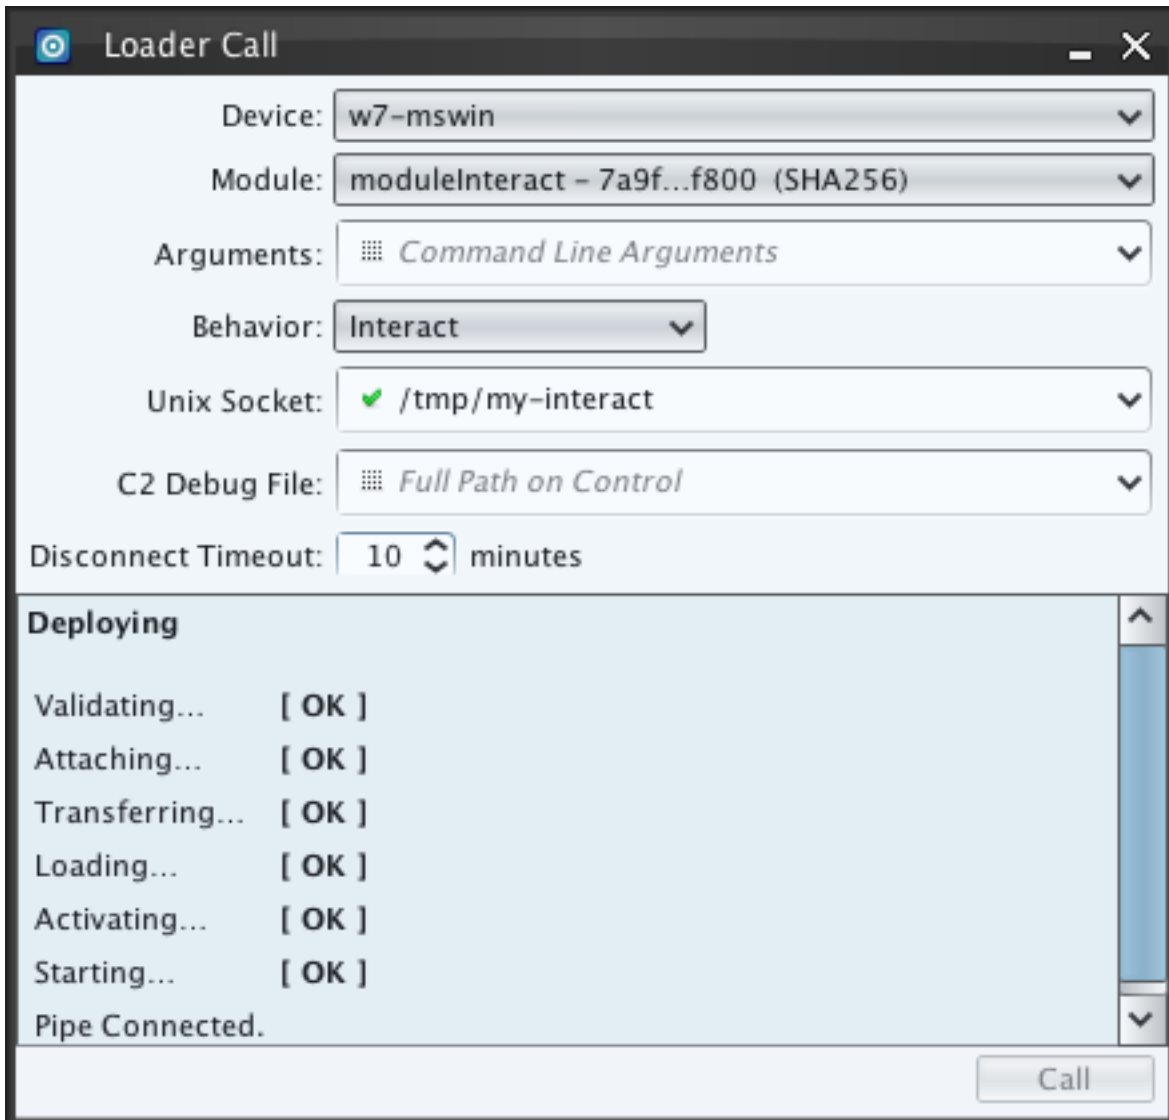 Loader Call
Device: w7-mswin
Module: moduleInteract - 7a9f...f800 (SHA256)
Arguments: Command Line Arguments
Behavior: Interact
Unix Socket: /tmp/my-interact
C2 Debug File: Full Path on Control
Disconnect Timeout: 10 minutes
Deploying
Validating... [ OK ]
Attaching... [ OK ]
Transferring... [ OK ]
Loading... [ OK ]
Activating... [ OK ]
Starting... [ OK ]
Pipe Connected.
Call